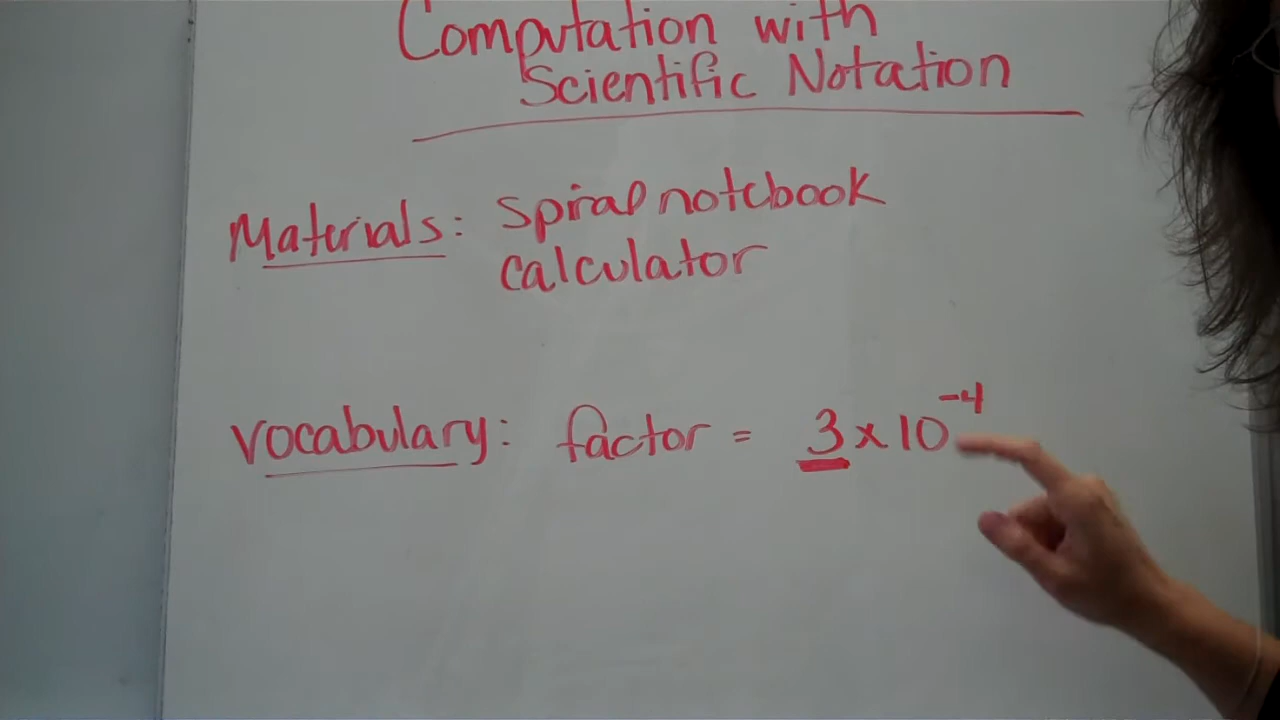 Computation with
Scientific Notation
Materials: spiral notebook
calculator
vocabulary: factor = 3 x 10⁻⁴